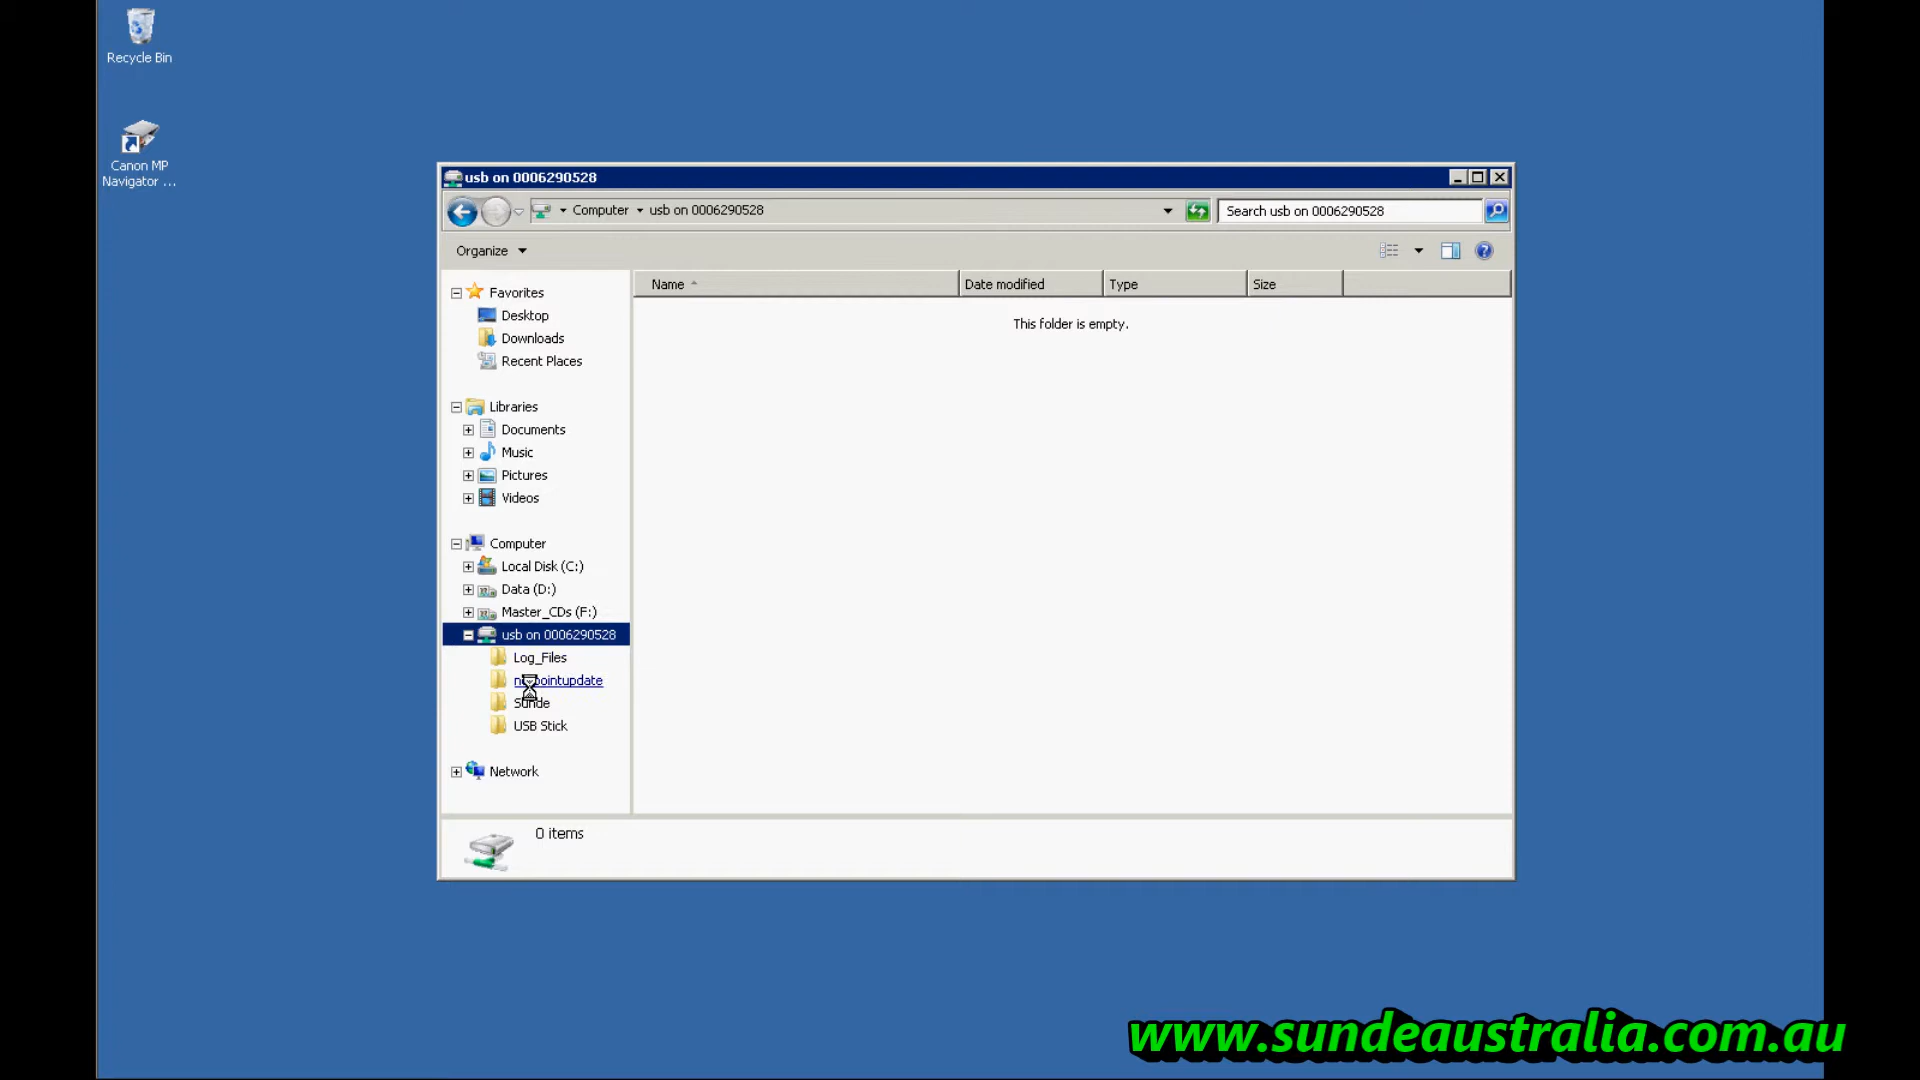 Recycle Bin
Canon MP
Navigator ...
usb on 0006290528
Computer
usb on 0006290528
Search usb on 0006290528
Organize
Name
Date modified
Type
Size
This folder is empty.
Favorites
Desktop
Downloads
Recent Places
Libraries
Documents
Music
Pictures
Videos
Computer
Local Disk (C:)
Data (D:)
Master_CDs (F:)
usb on 0006290528
Log_Files
Sunde
USB Stick
Network
0 items
www.sundeaustralia.com.au